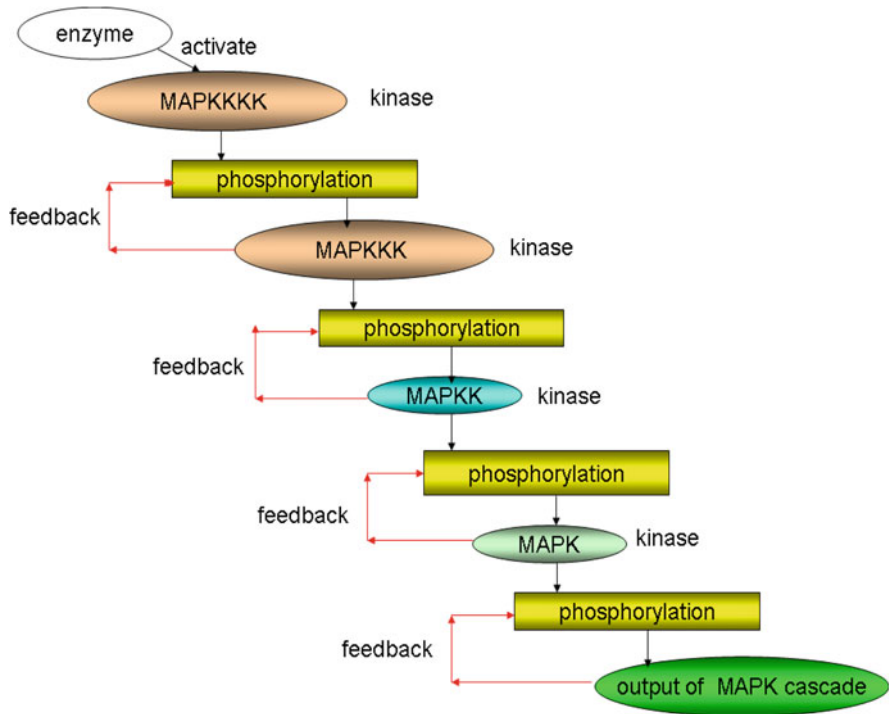 enzyme
activate
MAPKKKK
kinase
phosphorylation
feedback
MAPKKK
kinase
phosphorylation
feedback
MAPKK
kinase
phosphorylation
feedback
MAPK
kinase
phosphorylation
feedback
output of MAPK cascade